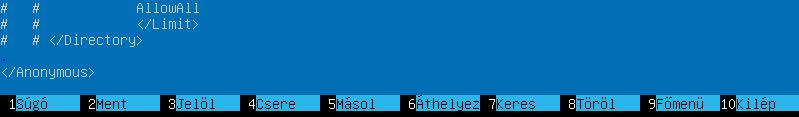 #   #            AllowAll
#   #            </Limit>
#   # </Directory>
.
</Anonymous>
1Súgó 2Ment 3Jelöl 4Csere 5Másol 6Áthelyez 7Keres 8Töröl 9Főmenü 10Kilép